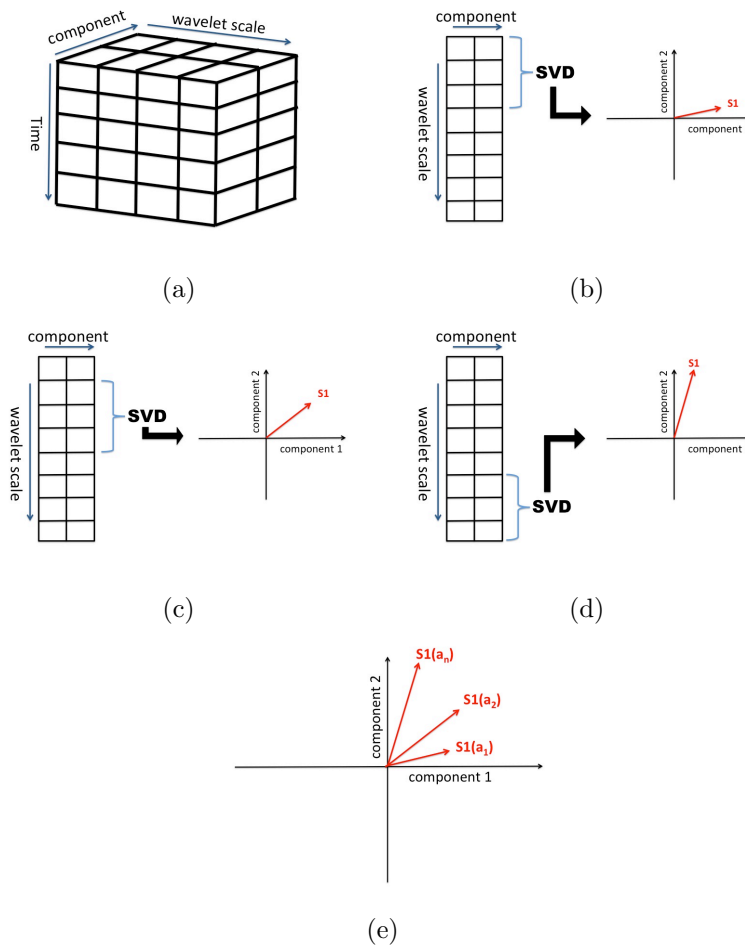 component
wavelet scale
Time
(a)
component
wavelet scale
SVD
component 2
S1
component
(b)
component
wavelet scale
SVD
component 2
S1
component 1
(c)
component
wavelet scale
SVD
component 2
S1
component
(d)
S1(aₙ)
component 2
S1(a₂)
S1(a₁)
component 1
(e)